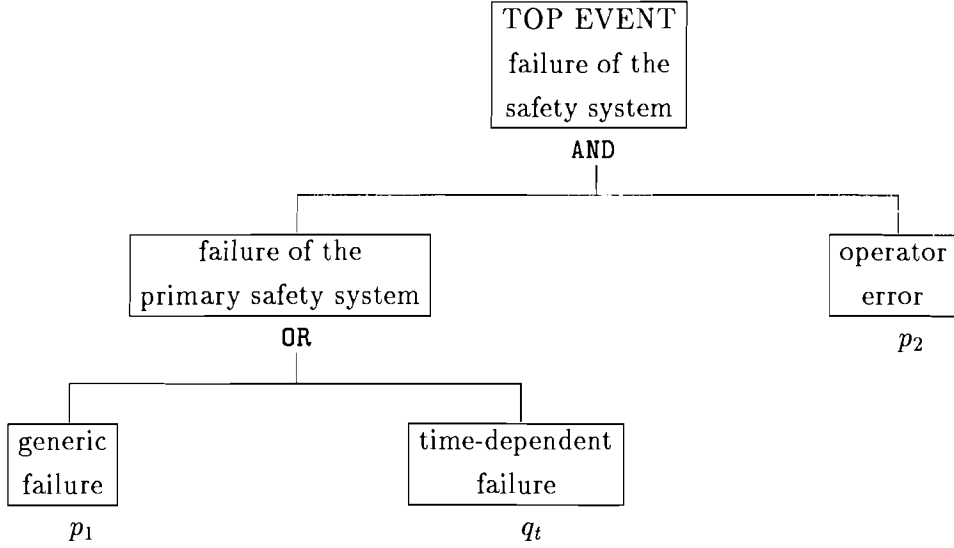 TOP EVENT
failure of the
safety system
AND
failure of the
primary safety system
operator
error
OR
p₂
generic
failure
time-dependent
failure
p₁
qₜ